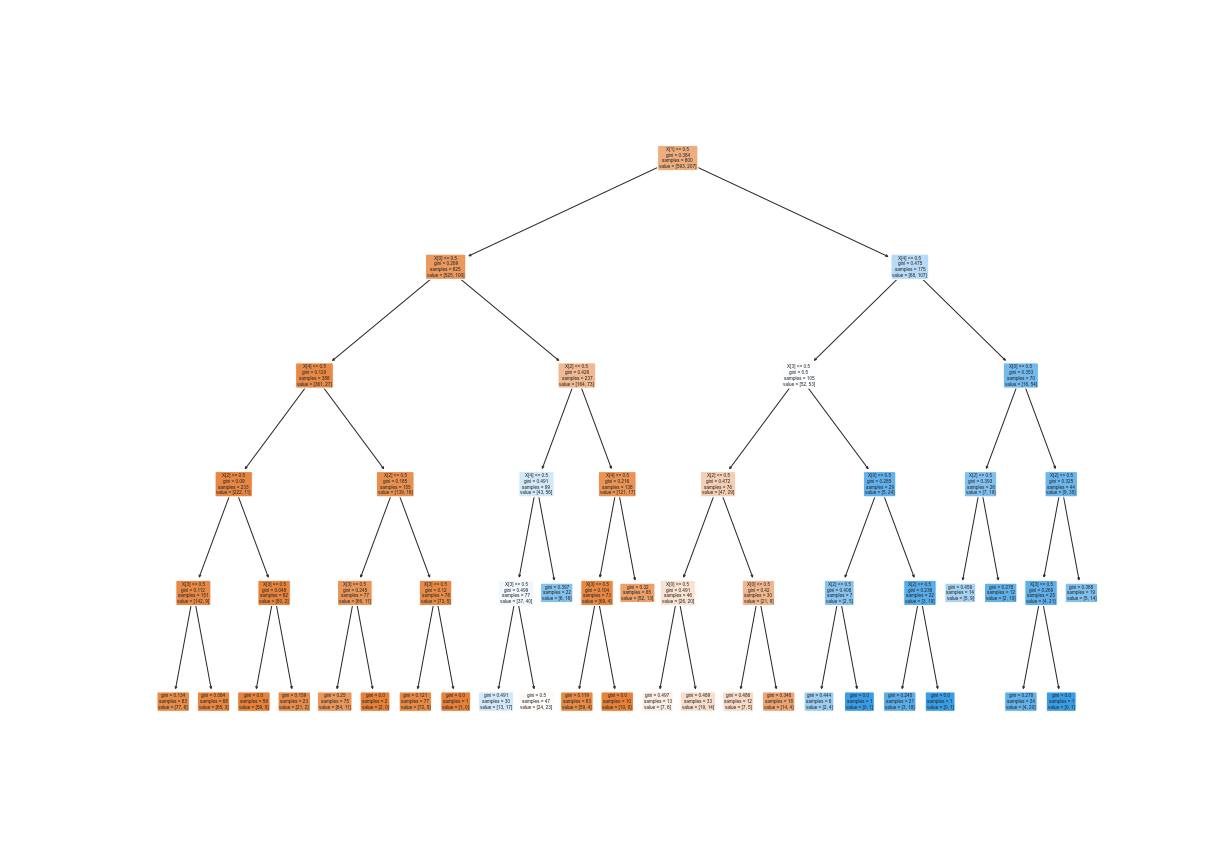 X[1] <= 0.5
gini = 0.384
samples = 800
value = [593, 207]
gini = 0.269
samples = 625
value = [525, 100]
X[4] <= 0.5
gini = 0.475
samples = 175
value = [68, 107]
X[4] <= 0.5
samples = 388
value = [361, 27]
X[2] <= 0.5
gini = 0.426
samples = 237
value = [164, 73]
X[3] <= 0.5
gini = 0.5
samples = 105
value = [52, 53]
gini = 0.353
samples = 70
value = [16, 54]
X[2] <= 0.5
gini = 0.09
samples = 233
value = [222, 11]
X[2] <= 0.5
gini = 0.185
samples = 155
value = [139, 16]
X[4] <= 0.5
gini = 0.491
samples = 99
value = [43, 56]
X[4] <= 0.5
gini = 0.216
samples = 138
value = [121, 17]
X[2] <= 0.5
gini = 0.472
samples = 76
value = [47, 29]
gini = 0.285
samples = 29
value = [5, 24]
X[2] <= 0.5
gini = 0.393
samples = 26
value = [7, 19]
X[2] <= 0.5
gini = 0.325
samples = 44
value = [9, 35]
X[3] <= 0.5
gini = 0.112
samples = 151
value = [142, 9]
X[3] <= 0.5
samples = 82
value = [80, 2]
X[3] <= 0.5
gini = 0.245
samples = 77
value = [66, 11]
X[3] <= 0.5
gini = 0.12
samples = 78
value = [73, 5]
X[3] <= 0.5
gini = 0.499
samples = 77
value = [37, 40]
gini = 0.397
samples = 22
value = [6, 16]
X[3] <= 0.5
gini = 0.104
samples = 73
value = [69, 4]
gini = 0.32
samples = 65
value = [52, 13]
X[0] <= 0.5
gini = 0.491
samples = 46
value = [26, 20]
X[0] <= 0.5
gini = 0.42
samples = 30
value = [21, 9]
X[2] <= 0.5
gini = 0.408
samples = 7
value = [2, 5]
X[2] <= 0.5
gini = 0.236
samples = 22
value = [3, 19]
gini = 0.459
samples = 14
value = [5, 9]
gini = 0.278
samples = 12
value = [2, 10]
X[3] <= 0.5
gini = 0.269
samples = 25
value = [4, 21]
gini = 0.388
samples = 19
value = [5, 14]
gini = 0.134
samples = 83
value = [77, 6]
gini = 0.084
samples = 68
value = [65, 3]
gini = 0.0
samples = 59
value = [59, 0]
gini = 0.159
samples = 23
value = [21, 2]
gini = 0.25
samples = 75
value = [64, 11]
gini = 0.0
samples = 2
value = [2, 0]
gini = 0.121
samples = 77
value = [72, 5]
gini = 0.0
samples = 1
value = [1, 0]
gini = 0.491
samples = 30
value = [13, 17]
gini = 0.5
samples = 47
value = [24, 23]
gini = 0.119
samples = 63
value = [59, 4]
gini = 0.0
samples = 10
value = [10, 0]
gini = 0.497
samples = 13
value = [7, 6]
gini = 0.489
samples = 33
value = [19, 14]
gini = 0.486
samples = 12
value = [7, 5]
gini = 0.346
samples = 18
value = [14, 4]
gini = 0.444
samples = 6
value = [2, 4]
gini = 0.0
samples = 1
value = [0, 1]
gini = 0.245
samples = 21
value = [3, 18]
gini = 0.0
samples = 1
value = [0, 1]
gini = 0.278
samples = 24
value = [4, 20]
gini = 0.0
samples = 1
value = [0, 1]